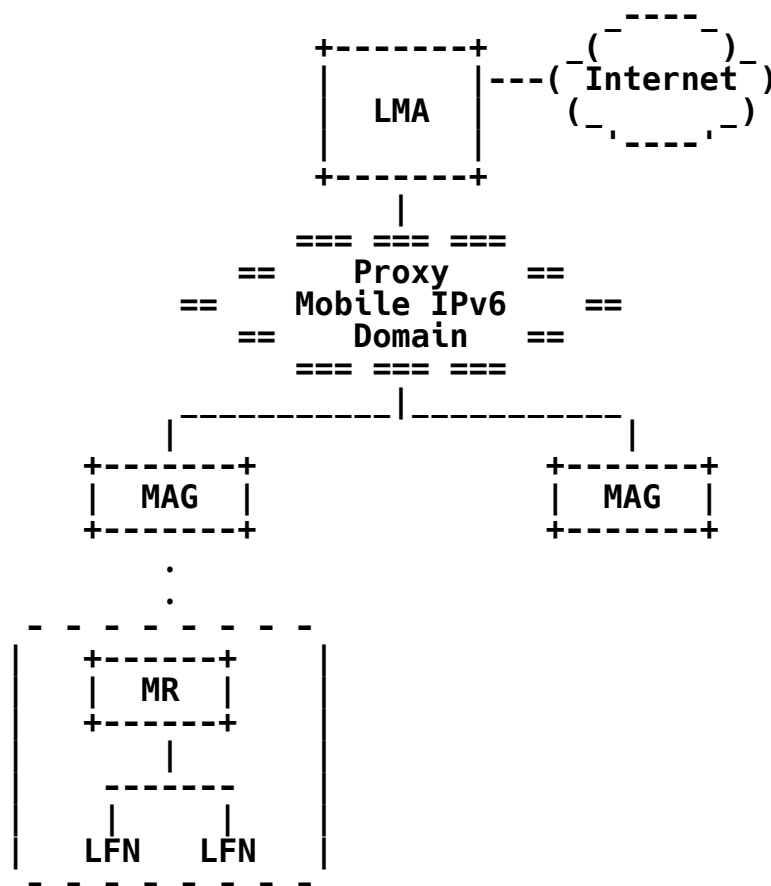 Internet
LMA
Proxy
Mobile IPv6
Domain
MAG MAG
MR
LFN LFN